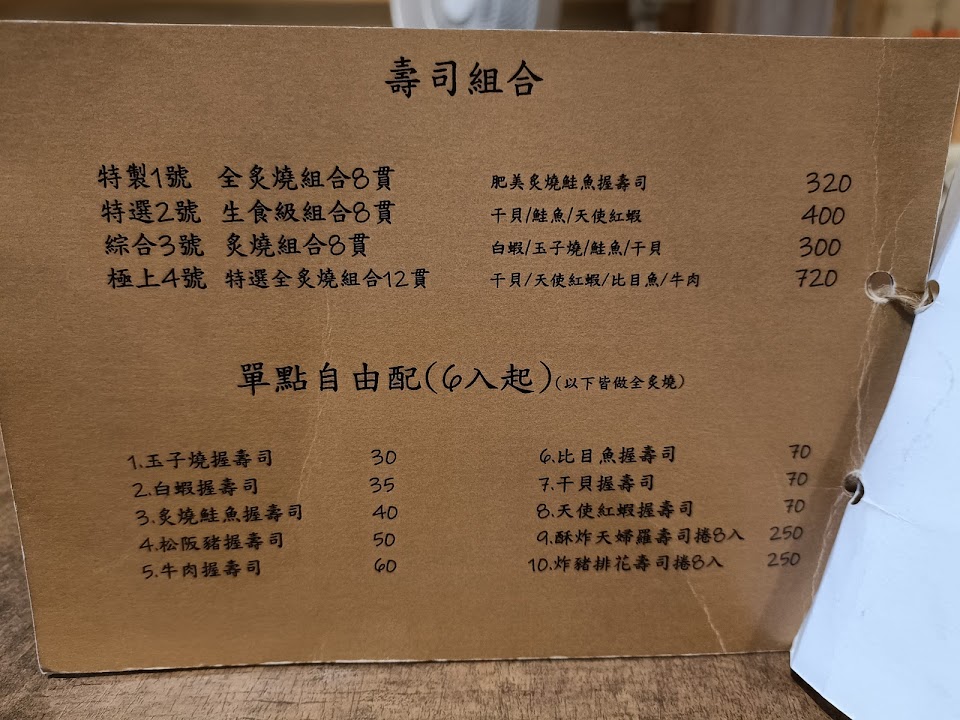 壽司組合
特製1號 全炙燒組合8貫 肥美炙燒鮭魚握壽司 320
特選2號 生食級組合8貫 干貝/鮭魚/天使紅蝦 400
綜合3號 炙燒組合8貫 白蝦/玉子燒/鮭魚/干貝 300
極上4號 特選全炙燒組合12貫 干貝/天使紅蝦/比目魚/牛肉 720
單點自由配(6入起)(以下皆做全炙燒)
1.玉子燒握壽司 30
2.白蝦握壽司 35
3.炙燒鮭魚握壽司 40
4.松阪豬握壽司 50
5.牛肉握壽司 60
6.比目魚握壽司 70
7.干貝握壽司 70
8.天使紅蝦握壽司 70
9.酥炸天婦羅壽司捲8入 250
10.炸豬排花壽司捲8入 250